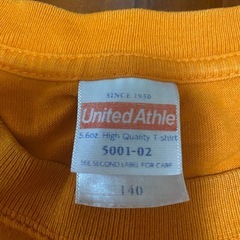 SINCE 1950
United Athle
5.6oz. High Quality T-shirt
5001-02
SEE SECOND LABEL FOR CARE
140